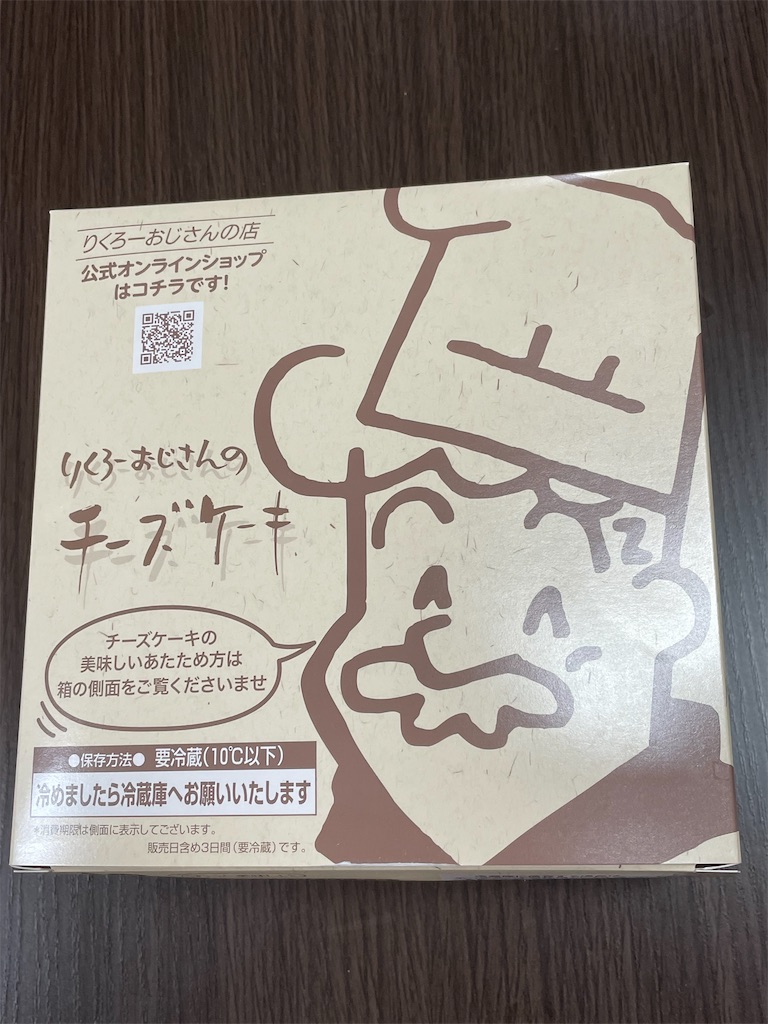 りくろーおじさんの店
公式オンラインショップ
はコチラです!
りくろーおじさんの
チーズケーキ
チーズケーキの
美味しいあたため方は
箱の側面をご覧くださいませ
●保存方法● 要冷蔵(10℃以下)
冷めましたら冷蔵庫へお願いいたします
*消費期限は側面に表示してございます。
販売日含め3日間(要冷蔵)です。